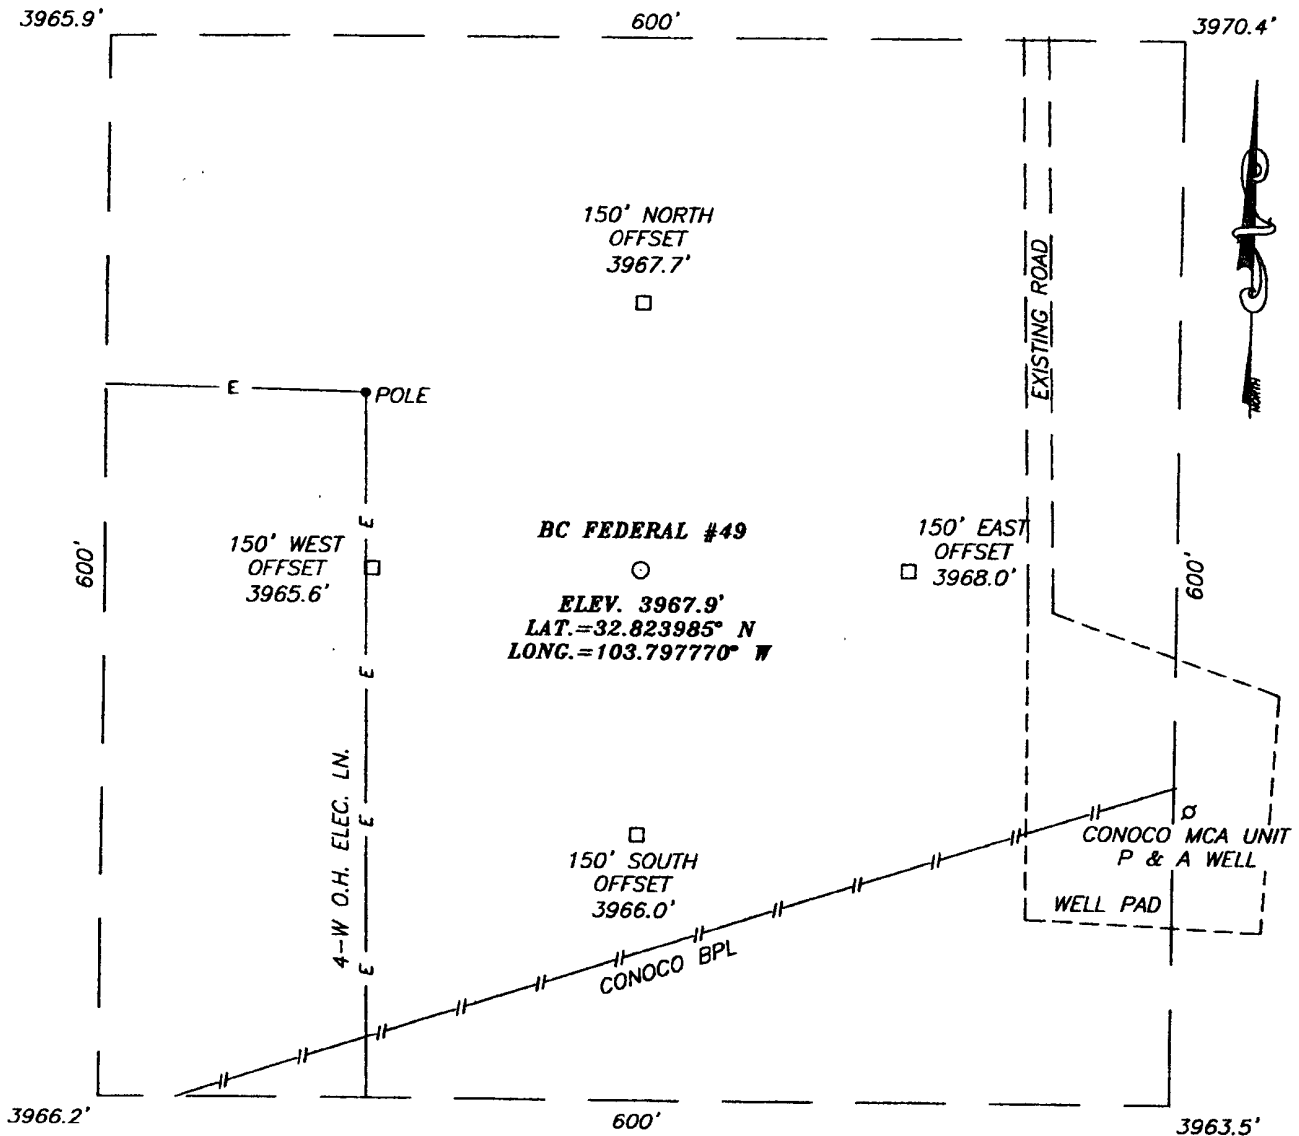 3965.9'
600'
3970.4'
150' NORTH
OFFSET
3967.7'
EXISTING ROAD
NORTH
E
POLE
E
150' WEST
OFFSET
3965.6'
600'
BC FEDERAL #49
ELEV. 3967.9'
LAT.=32.823985° N
LONG.=103.797770° W
150' EAST
OFFSET
3968.0'
600'
E
4-W O.H. ELEC. LN.
E
E
150' SOUTH
OFFSET
3966.0'
CONOCO MCA UNIT
P & A WELL
WELL PAD
CONOCO BPL
3966.2'
600'
3963.5'